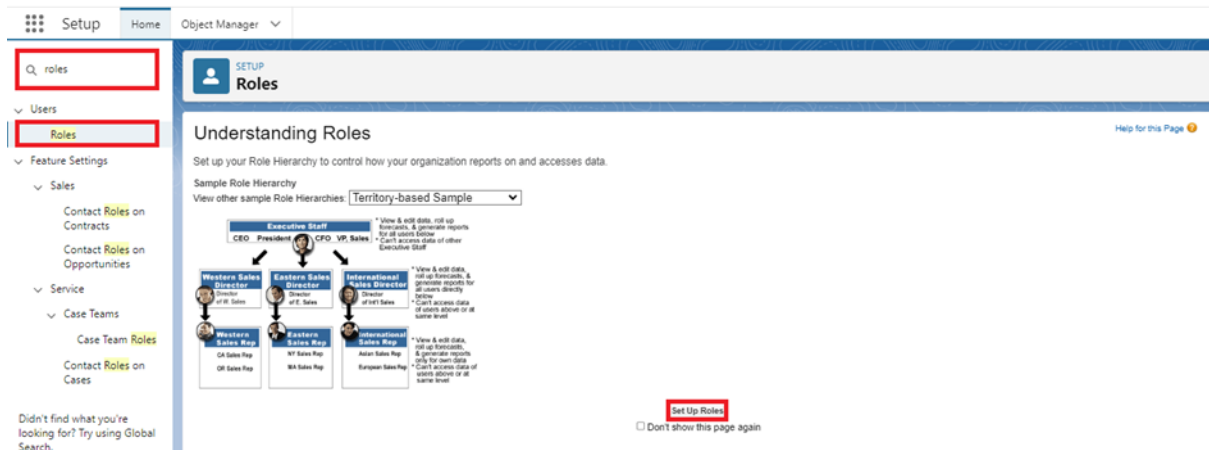 Setup
Home
Object Manager
roles
Users
Roles
Feature Settings
Sales
Contact Roles on
Contracts
Contact Roles on
Opportunities
Service
Case Teams
Case Team Roles
Contact Roles on
Cases
Didn't find what you're
looking for? Try using Global
Search.
SETUP
Roles
Understanding Roles
Help for this Page
Set up your Role Hierarchy to control how your organization reports on and accesses data.
Sample Role Hierarchy
View other sample Role Hierarchies: Territory-based Sample
Executive Staff
CEO President CFO VP, Sales
* View & edit data, roll up
forecasts, & generate reports
for all users below
* Can't access data of other
Executive Staff
Western Sales
Director
Director
of W. Sales
Eastern Sales
Director
Director
of E. Sales
International
Sales Director
Director
of Int'l Sales
* View & edit data,
roll up forecasts, &
generate reports for
all users directly
below
* Can't access data
of users above or at
same level
Western
Sales Rep
CA Sales Rep
OR Sales Rep
Eastern
Sales Rep
NY Sales Rep
MA Sales Rep
International
Sales Rep
Asian Sales Rep
European Sales Rep
* View & edit data,
roll up forecasts,
& generate reports
only for own data
* Can't access data of
users above or at
same level
Set Up Roles
Don't show this page again